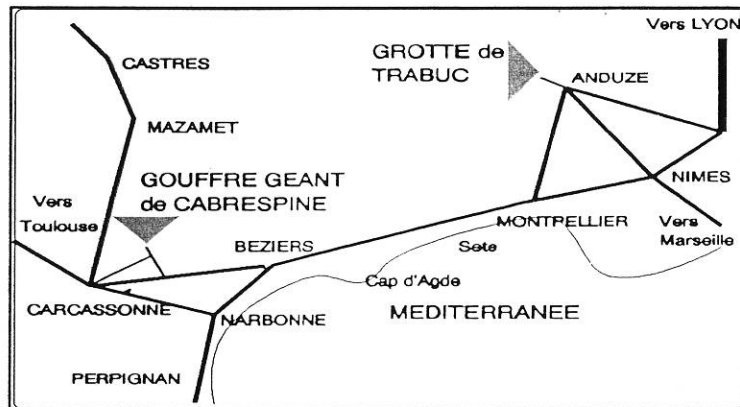 Vers LYON
GROTTE de
TRABUC
CASTRES
ANDUZE
MAZAMET
Vers
Toulouse
GOUFFRE GEANT
de CABRESPINE
NIMES
MONTPELLIER
Vers
Marseille
BEZIERS
Sete
Cap d'Agde
CARCASSONNE
NARBONNE
MEDITERRANEE
PERPIGNAN